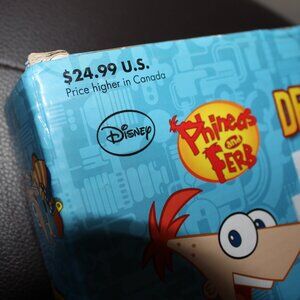 $24.99 U.S.
Price higher in Canada
Disney
Phineas
and
Ferb